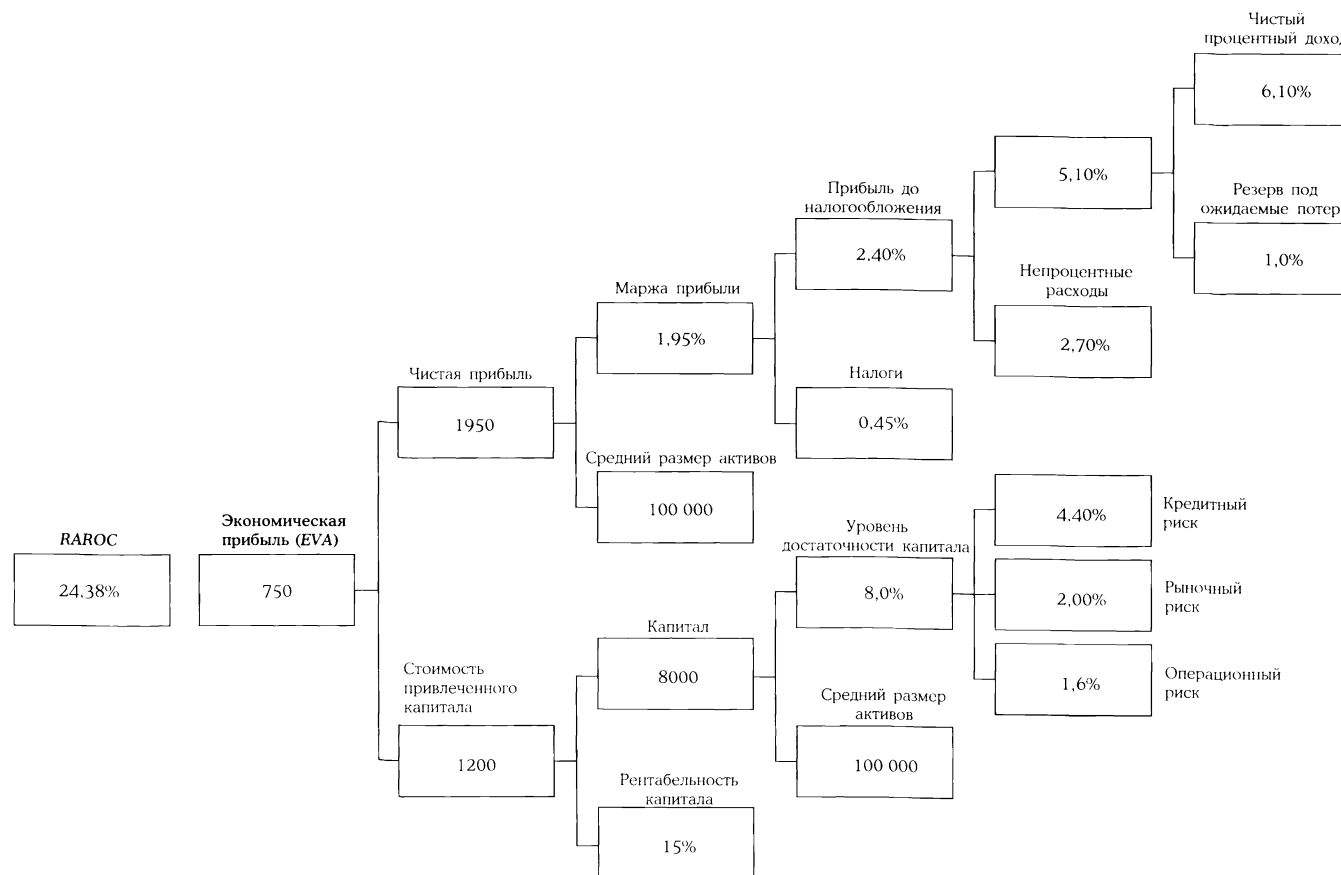 Чистый
процентный доход
6,10%
5,10%
Резерв под
ожидаемые потер
1,0%
Прибыль до
налогообложения
2,40%
Непроцентные
расходы
2,70%
Маржа прибыли
1,95%
Налоги
0,45%
Чистая прибыль
1950
Средний размер активов
100 000
RAROC
24,38%
Экономическая
прибыль (EVA)
750
Уровень
достаточности капитала
8,0%
4,40%
Кредитный
риск
2,00%
Рыночный
риск
1,6%
Операционный
риск
Капитал
8000
Средний размер
активов
100 000
Стоимость
привлеченного
капитала
1200
Рентабельность
капитала
15%